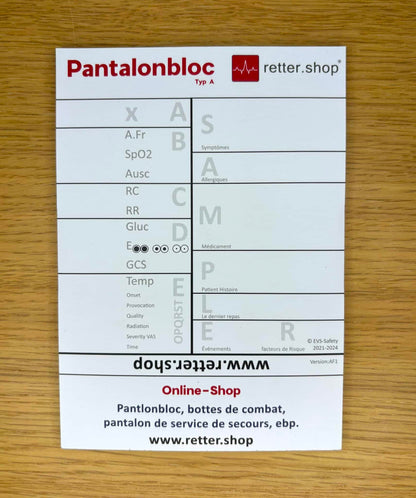 Pantalonbloc
Typ A
retter.shop®
x A
A.Fr B
SpO2
Ausc
RC C
RR
Gluc D
E
GCS
Temp E
Onset
Provocation
Quality
Radiation
Severity VAS
Time
OPQRST
S
Symptômes
A
Allergiques
M
Médicament
P
Patient Histoire
L
Le dernier repas
E R
Évènements facteurs de Risque
© EVS-Safety
2021-2024
www.retter.shop
Version:AF1
Online-Shop
Pantlonbloc, bottes de combat,
pantalon de service de secours, ebp.
www.retter.shop